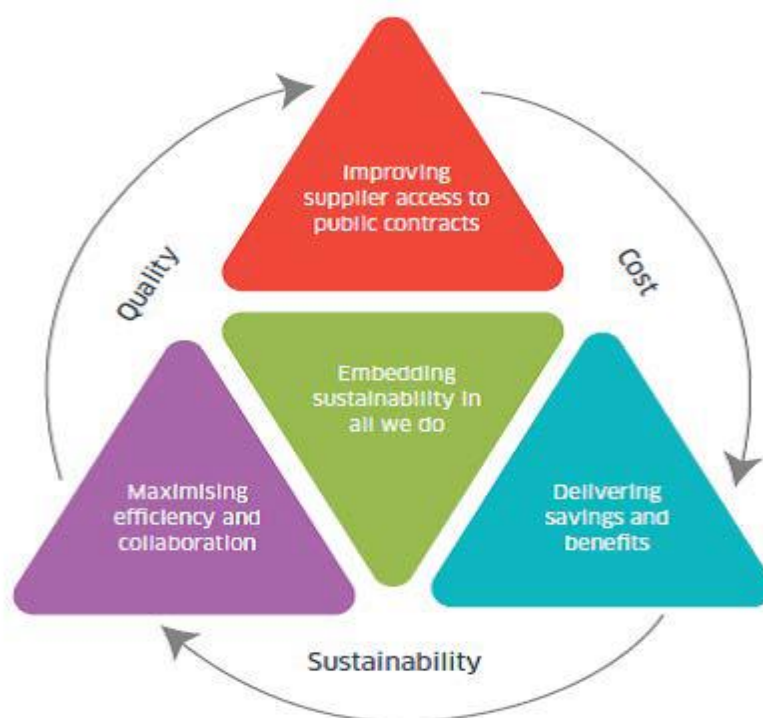 Improving
supplier access to
public contracts
Quality
Cost
Embedding
sustainability in
all we do
Maximising
efficiency and
collaboration
Delivering
savings and
benefits
Sustainability